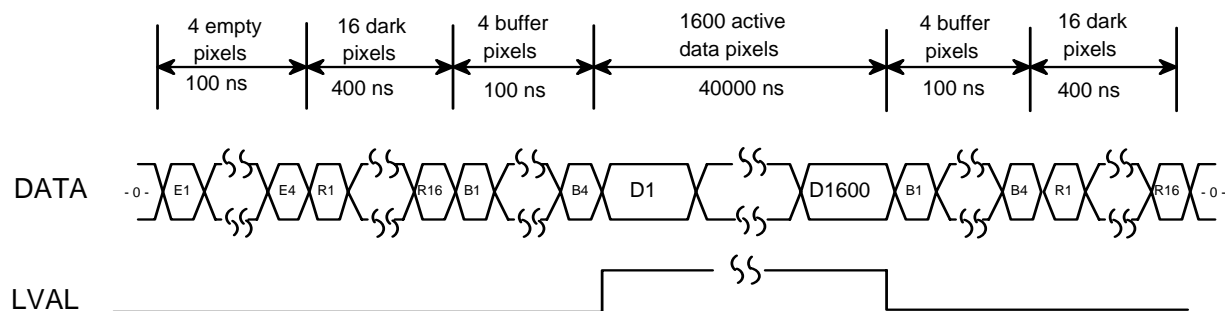 4 empty pixels
16 dark pixels
4 buffer pixels
1600 active data pixels
4 buffer pixels
16 dark pixels
100 ns
400 ns
100 ns
40000 ns
100 ns
400 ns
DATA - 0 - E1 E4 R1 R16 B1 B4 D1 D1600 B1 B4 R1 R16 - 0 -
LVAL